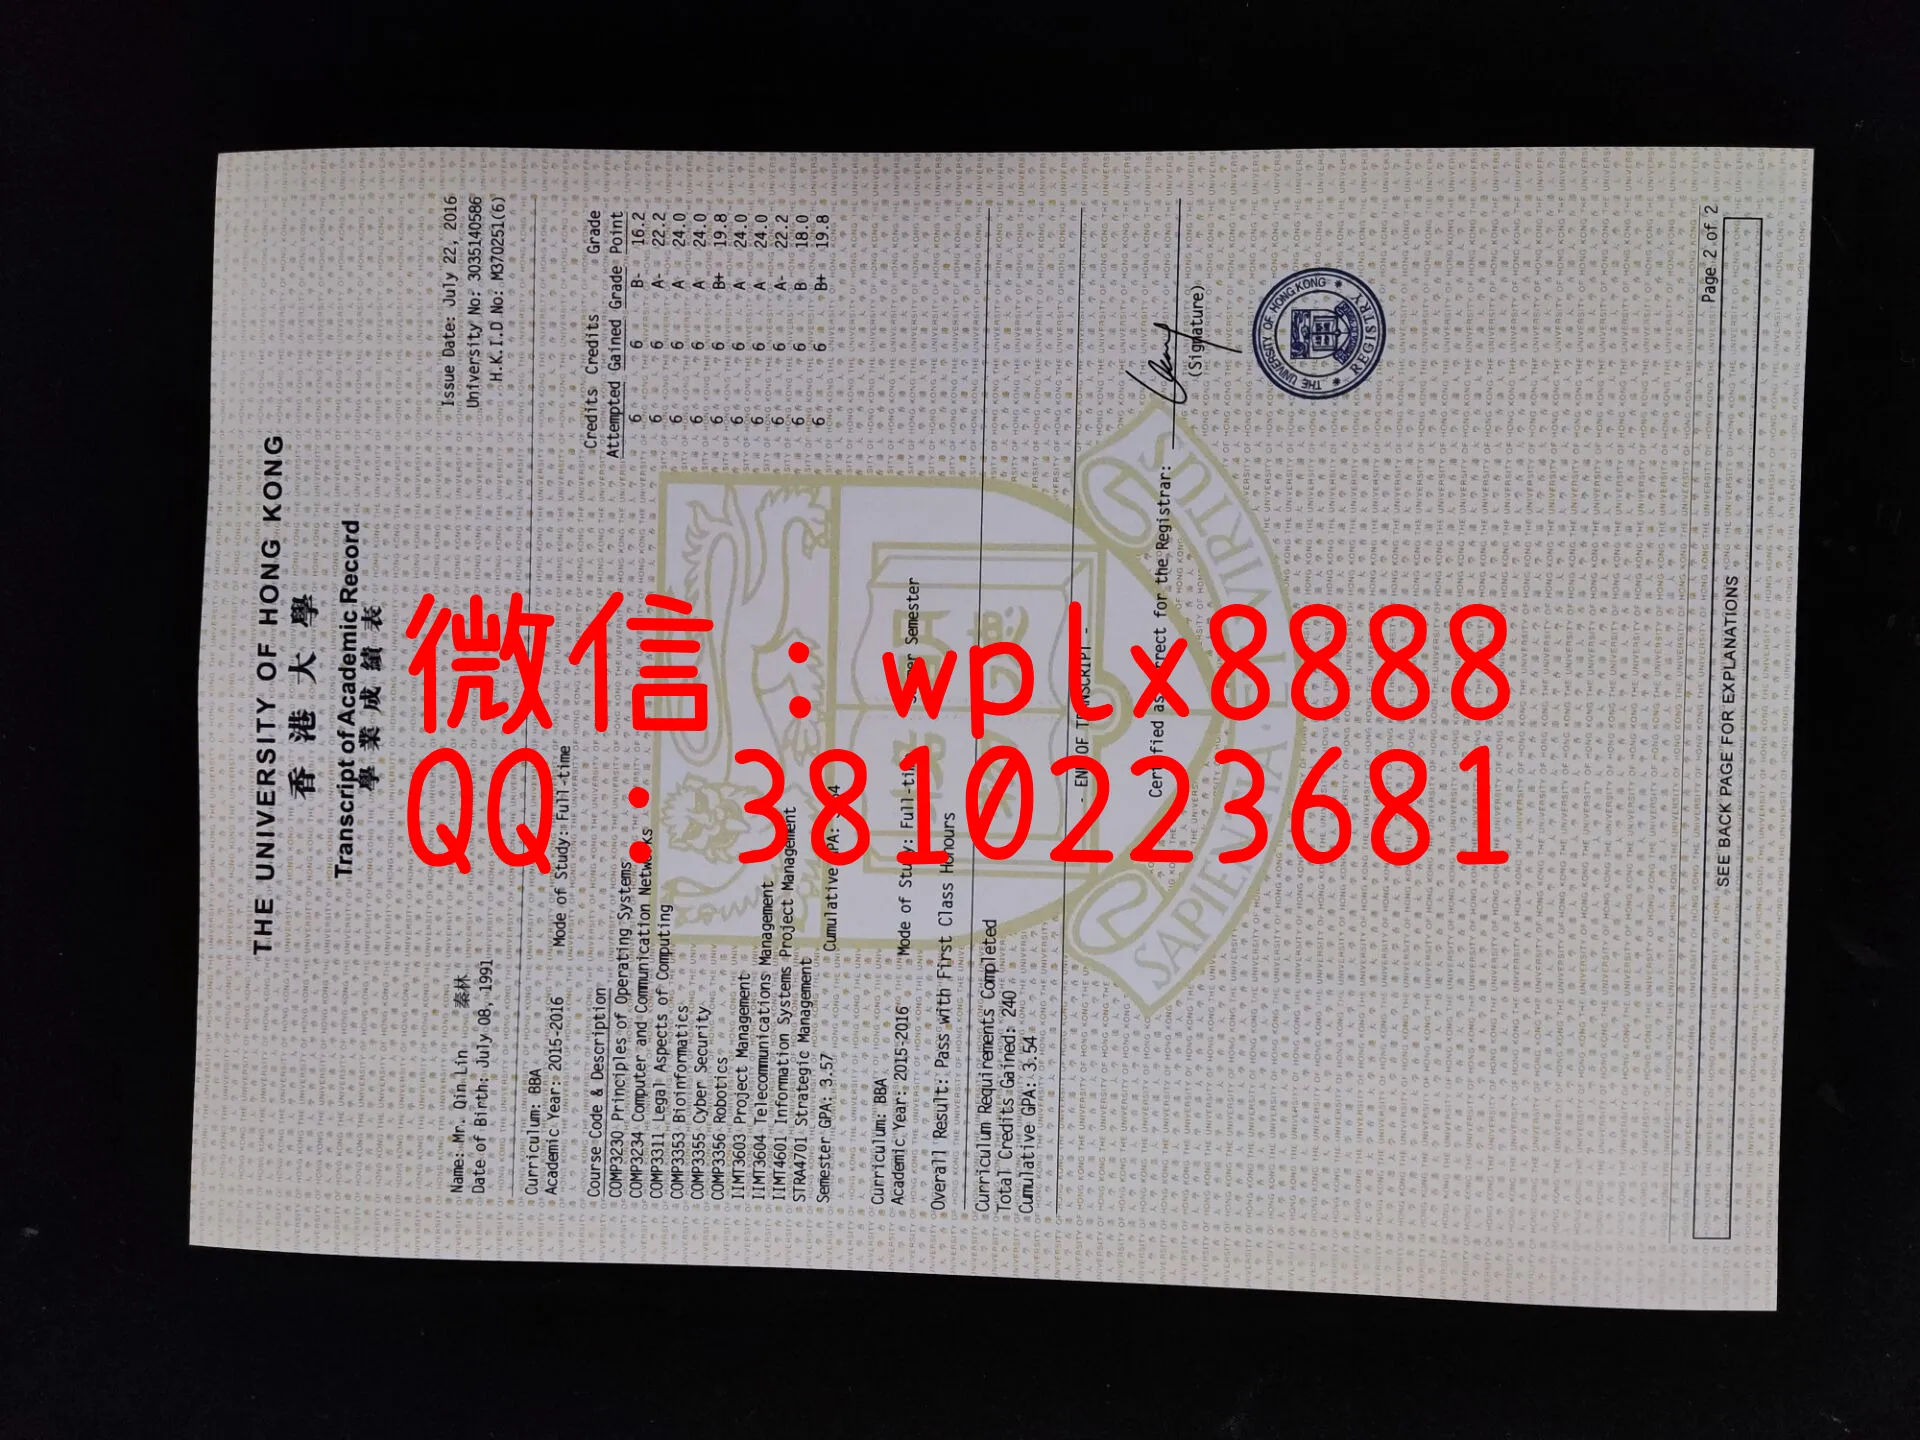 THE UNIVERSITY OF HONG KONG
香港大學
Transcript of Academic Record
學業成績表
Issue Date: July 22, 2016
Name: Mr. Qin Lin 秦林
University No: 3035140586
Date of Birth: July 08, 1991
H.K.I.D No: M370251(6)
Curriculum: BBA
Academic Year: 2015-2016 Mode of Study: Full-time
Credits Credits Grade
Course Code & Description Attempted Gained Grade Point
COMP3230 Principles of Operating Systems 6 6 B- 16.2
COMP3234 Computer and Communication Networks 6 6 A- 22.2
COMP3311 Legal Aspects of Computing 6 6 A 24.0
COMP3353 Bioinformatics 6 6 A 24.0
COMP3355 Cyber Security 6 6 B+ 19.8
COMP3356 Robotics 6 6 A 24.0
IIMT3603 Project Management 6 6 A 24.0
IIMT3604 Telecommunications Management 6 6 A- 22.2
IIMT4601 Information Systems Project Management 6 6 B 18.0
STRA4701 Strategic Management 6 6 B+ 19.8
Semester GPA: 3.57 Cumulative
Curriculum: BBA
Academic Year: 2015-2016 Mode of Study: Full-time Semester
Overall Result: Pass with First Class Honours
Curriculum Requirements Completed
Total Credits Gained: 240
Cumulative GPA: 3.54
- END OF TRANSCRIPT -
Certified as correct for the Registrar:
(Signature)
THE UNIVERSITY OF HONG KONG
REGISTRY
SAPIENTIA ET VIRTUS
Page 2 of 2
SEE BACK PAGE FOR EXPLANATIONS
微信：wplx8888
QQ：3810223681